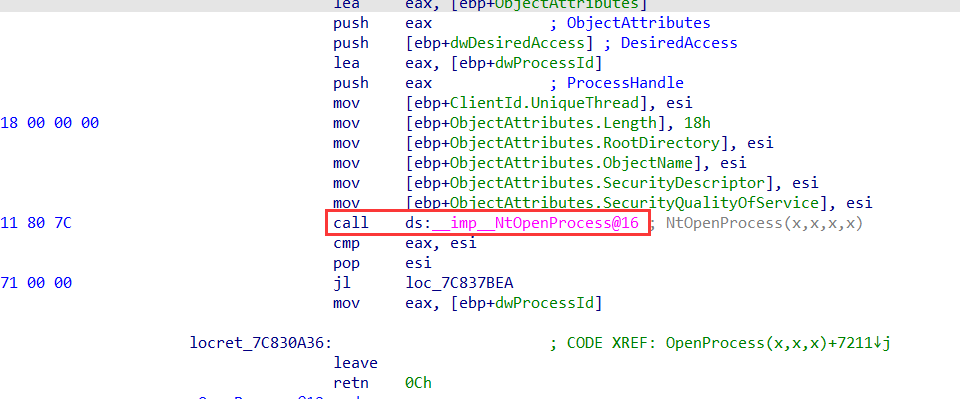 lea eax, [ebp+ObjectAttributes]
push eax ; ObjectAttributes
push [ebp+dwDesiredAccess] ; DesiredAccess
lea eax, [ebp+dwProcessId]
push eax ; ProcessHandle
mov [ebp+ClientId.UniqueThread], esi
18 00 00 00 mov [ebp+ObjectAttributes.Length], 18h
mov [ebp+ObjectAttributes.RootDirectory], esi
mov [ebp+ObjectAttributes.ObjectName], esi
mov [ebp+ObjectAttributes.SecurityDescriptor], esi
mov [ebp+ObjectAttributes.SecurityQualityOfService], esi
11 80 7C call ds:__imp__NtOpenProcess@16 ; NtOpenProcess(x,x,x,x)
cmp eax, esi
pop esi
71 00 00 jl loc_7C837BEA
mov eax, [ebp+dwProcessId]
locret_7C830A36: ; CODE XREF: OpenProcess(x,x,x)+7211↓j
leave
retn 0Ch